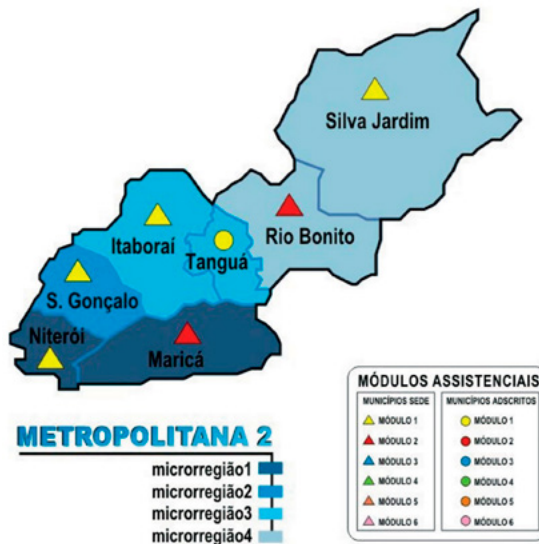 Silva Jardim
Rio Bonito
Itaboraí
Tanguá
S. Gonçalo
Niterói
Maricá
METROPOLITANA 2
microrregião1
microrregião2
microrregião3
microrregião4
MÓDULOS ASSISTENCIAIS
MUNICÍPIOS SEDE
MÓDULO 1
MÓDULO 2
MÓDULO 3
MÓDULO 4
MÓDULO 5
MÓDULO 6
MUNICÍPIOS ADSCRITOS
MÓDULO 1
MÓDULO 2
MÓDULO 3
MÓDULO 4
MÓDULO 5
MÓDULO 6